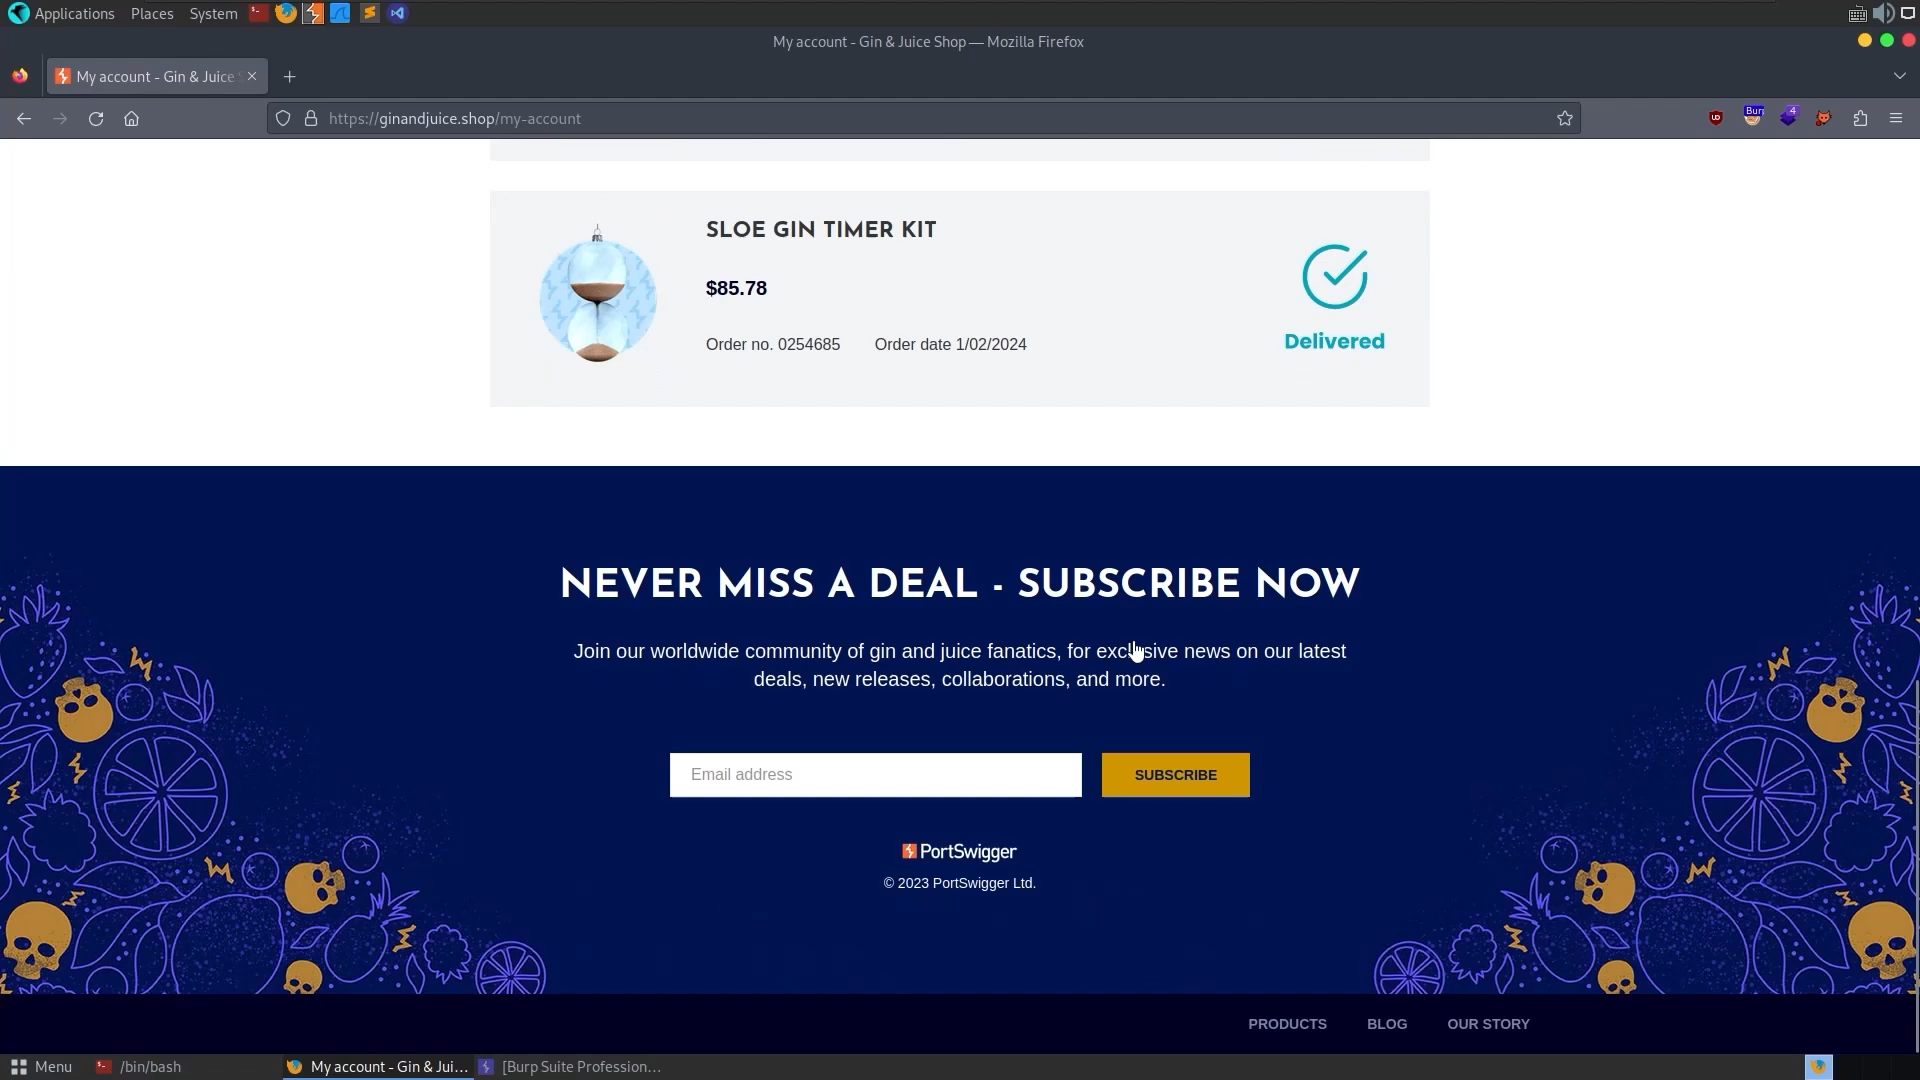 Applications Places System
My account - Gin & Juice Shop — Mozilla Firefox
My account - Gin & Juice
https://ginandjuice.shop/my-account
Bur
4
SLOE GIN TIMER KIT
$85.78
Order no. 0254685 Order date 1/02/2024
Delivered
NEVER MISS A DEAL - SUBSCRIBE NOW
Join our worldwide community of gin and juice fanatics, for exclusive news on our latest
deals, new releases, collaborations, and more.
Email address SUBSCRIBE
PortSwigger
© 2023 PortSwigger Ltd.
PRODUCTS BLOG OUR STORY
Menu /bin/bash My account - Gin & Jui... [Burp Suite Profession...